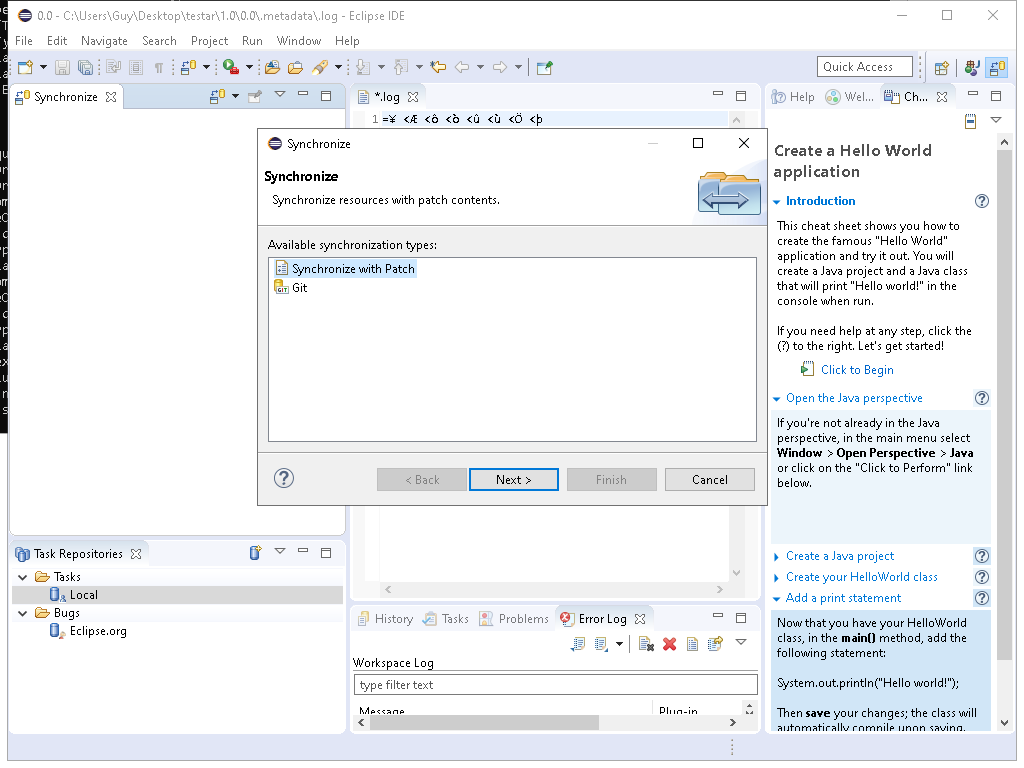 0.0 - C:\Users\Guy\Desktop\testar\1.0\0.0\.metadata\.log - Eclipse IDE
File Edit Navigate Search Project Run Window Help
Quick Access
Synchronize
*.log
Help Wel... Ch...
1 =¥ <Æ <ô <ò <û <ù <Ö <þ
Synchronize
Synchronize
Synchronize resources with patch contents.
Available synchronization types:
Synchronize with Patch
GIT Git
< Back Next > Finish Cancel
Create a Hello World
application
Introduction
This cheat sheet shows you how to
create the famous "Hello World"
application and try it out. You will
create a Java project and a Java class
that will print "Hello world!" in the
console when run.
If you need help at any step, click the
(?) to the right. Let's get started!
Click to Begin
Open the Java perspective
If you're not already in the Java
perspective, in the main menu select
Window > Open Perspective > Java
or click on the "Click to Perform" link
below.
Create a Java project
Create your HelloWorld class
Add a print statement
Now that you have your HelloWorld
class, in the main() method, add the
following statement:
System.out.println("Hello world!");
Then save your changes; the class will
automatically compile upon saving.
Task Repositories
Tasks
Local
Bugs
Eclipse.org
History Tasks Problems Error Log
Workspace Log
type filter text
Message Plug-in